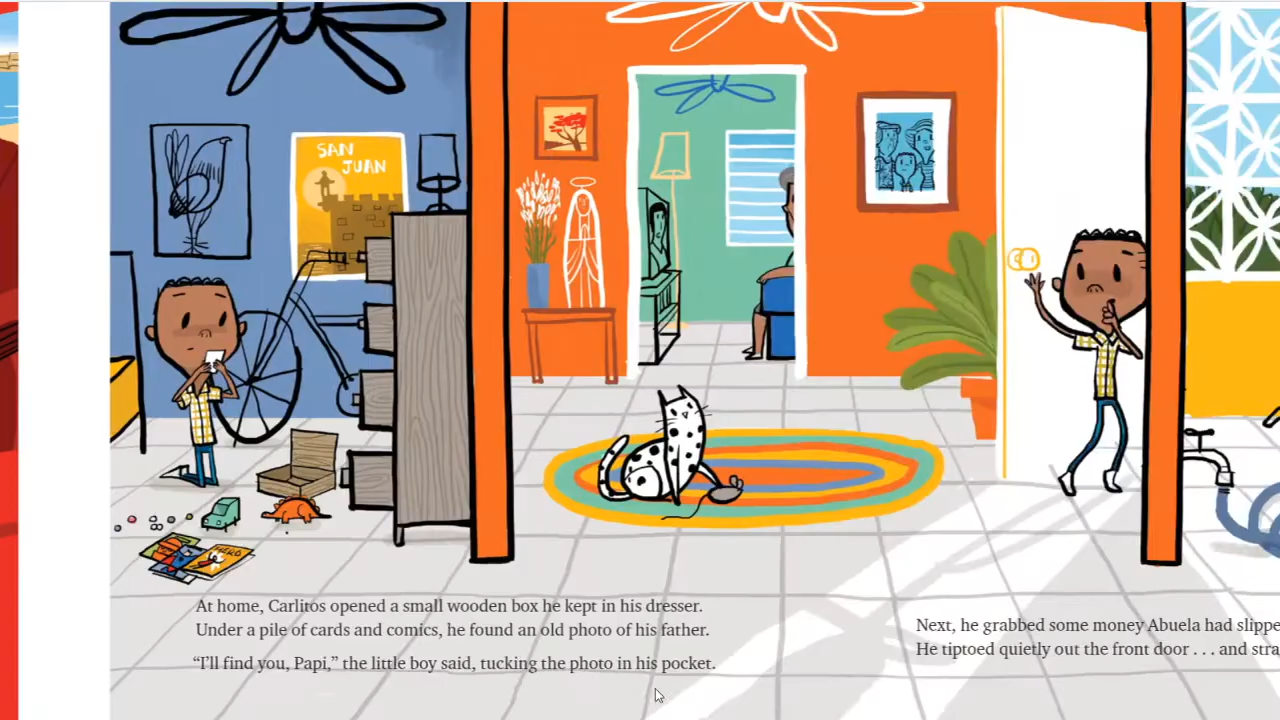 SAN
JUAN
HERO
At home, Carlitos opened a small wooden box he kept in his dresser.
Under a pile of cards and comics, he found an old photo of his father.
“I’ll find you, Papi,” the little boy said, tucking the photo in his pocket.
Next, he grabbed some money Abuela had
He tiptoed quietly out the front door . . . and